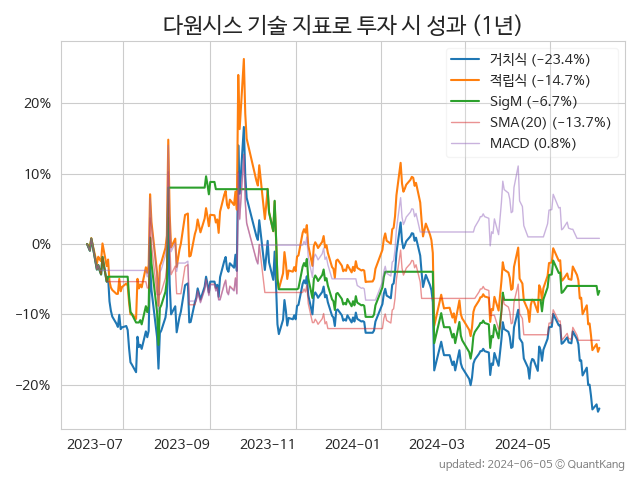 다원시스 기술 지표로 투자 시 성과 (1년)
거치식 (−23.4%)
적립식 (−14.7%)
SigM (−6.7%)
SMA(20) (−13.7%)
MACD (0.8%)
20%
10%
0%
−10%
−20%
2023-07 2023-09 2023-11 2024-01 2024-03 2024-05
updated: 2024-06-05 © QuantKang